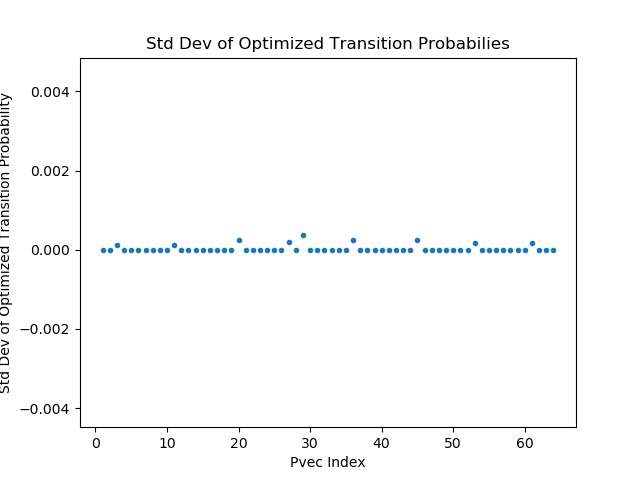 Std Dev of Optimized Transition Probabilies
Std Dev of Optimized Transition Probability
0.004
0.002
0.000
−0.002
−0.004
0 10 20 30 40 50 60
Pvec Index